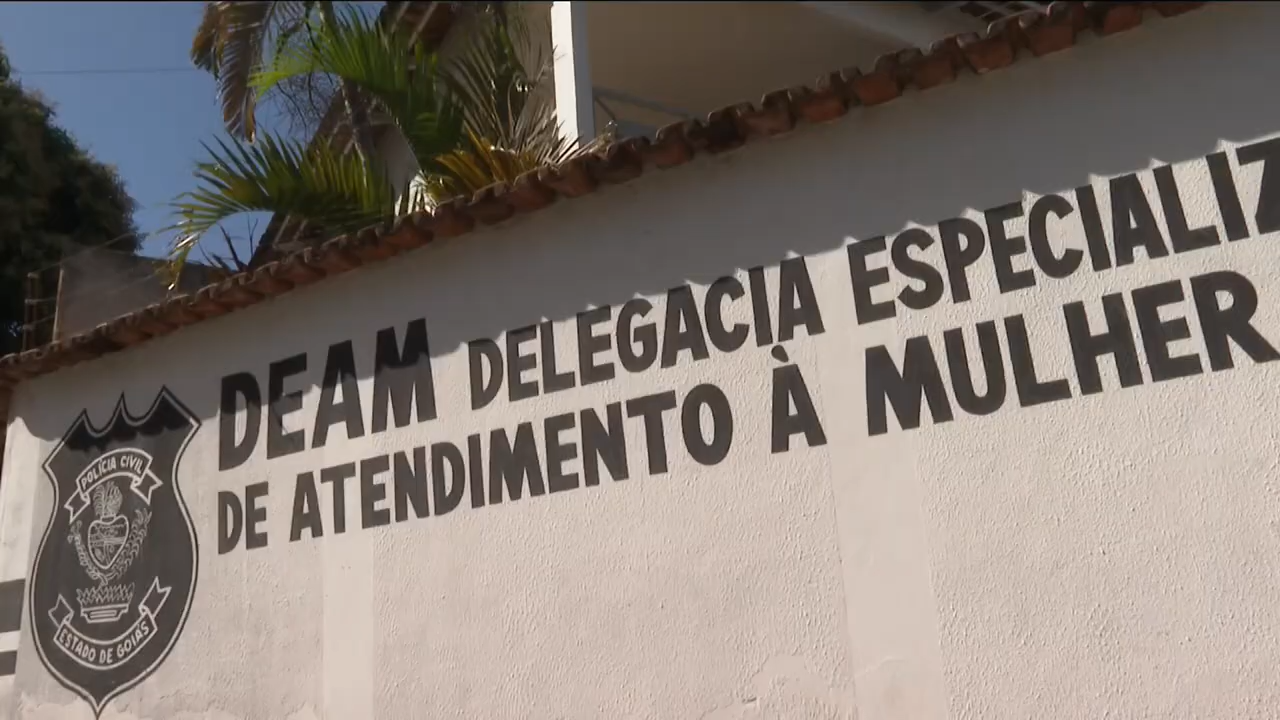 DEAM DELEGACIA ESPECIALIZ
DE ATENDIMENTO À MULHER
POLÍCIA CIVIL
ESTADO DE GOIÁS